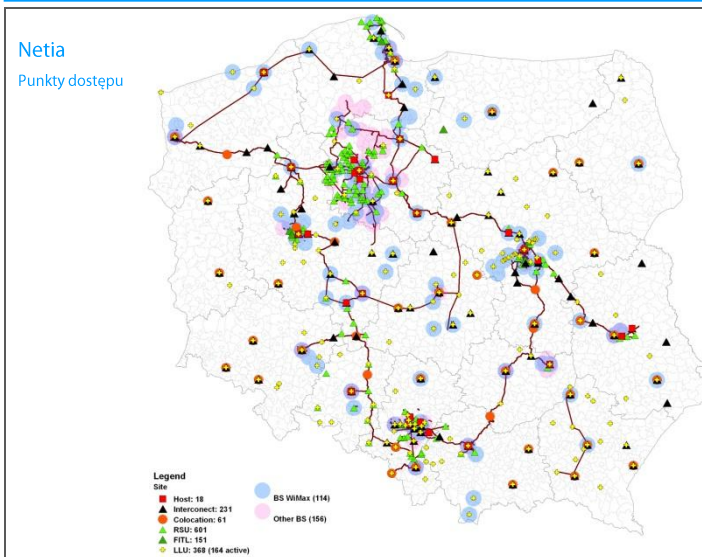 Netia
Punkty dostępu
Legend
Site
Host: 18
Interconect: 231
Colocation: 61
RSU: 601
FITL: 151
LLU: 368 (164 active)
BS WiMax (114)
Other BS (156)